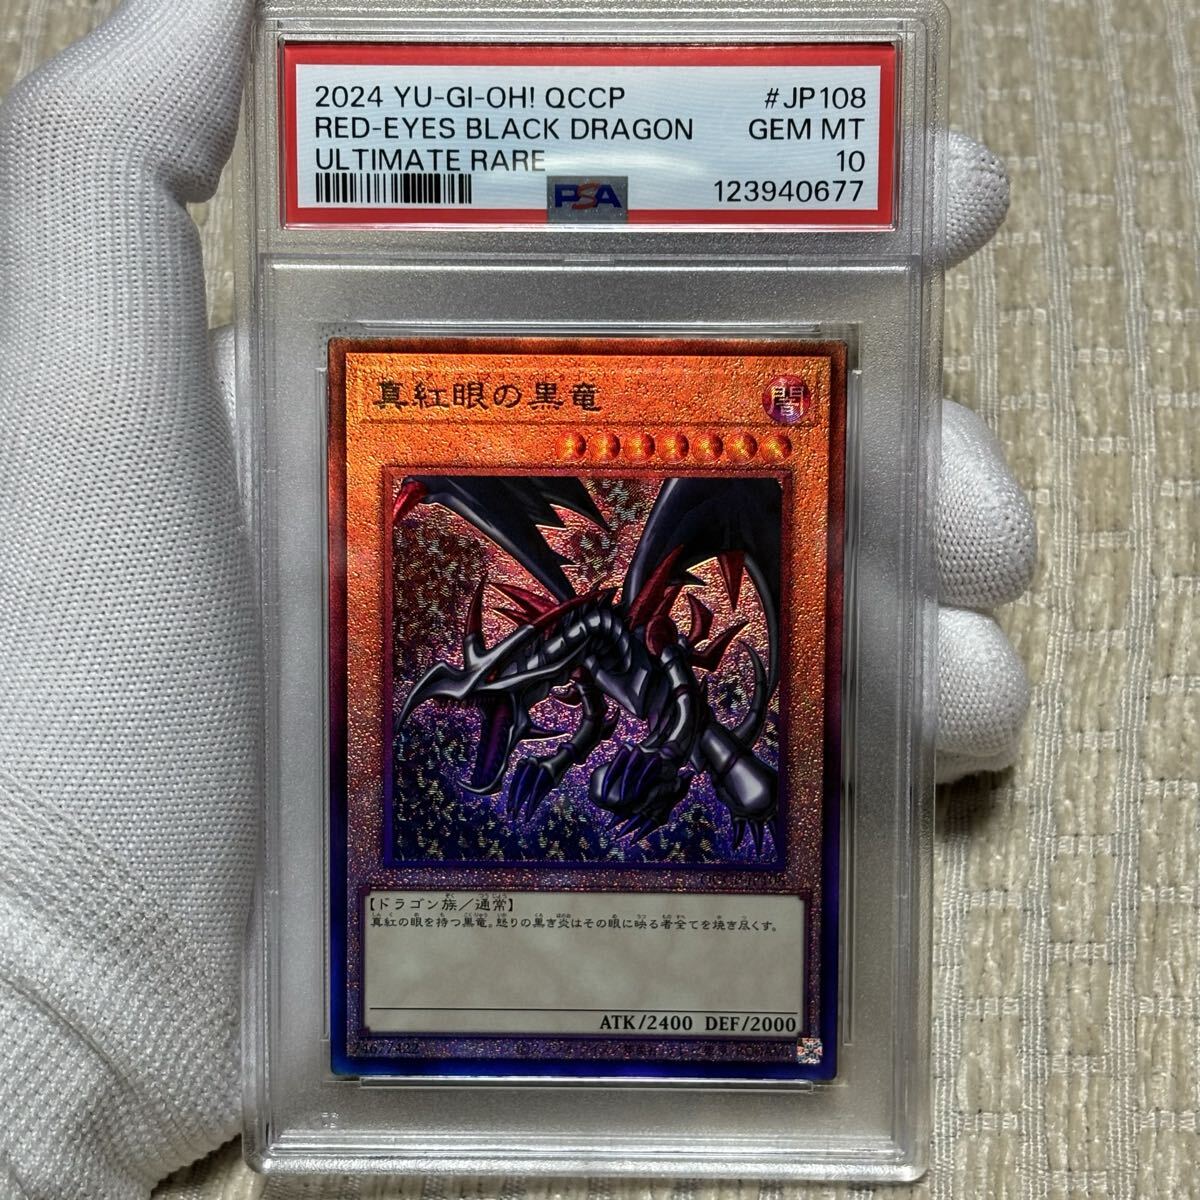 2024 YU-GI-OH! QCCP #JP108
RED-EYES BLACK DRAGON GEM MT
ULTIMATE RARE 10
PSA 123940677
真紅眼の黒竜
闇
【ドラゴン族／通常】
真紅の眼を持つ黒竜。怒りの黒き炎はその眼に映る者全てを焼き尽くす。
ATK/2400 DEF/2000